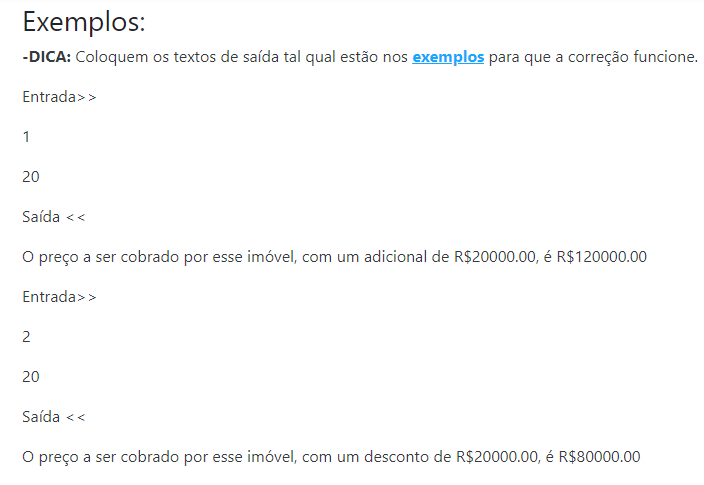 Exemplos:
-DICA: Coloquem os textos de saída tal qual estão nos exemplos para que a correção funcione.
Entrada>>
1
20
Saída <<
O preço a ser cobrado por esse imóvel, com um adicional de R$20000.00, é R$120000.00
Entrada>>
2
20
Saída <<
O preço a ser cobrado por esse imóvel, com um desconto de R$20000.00, é R$80000.00